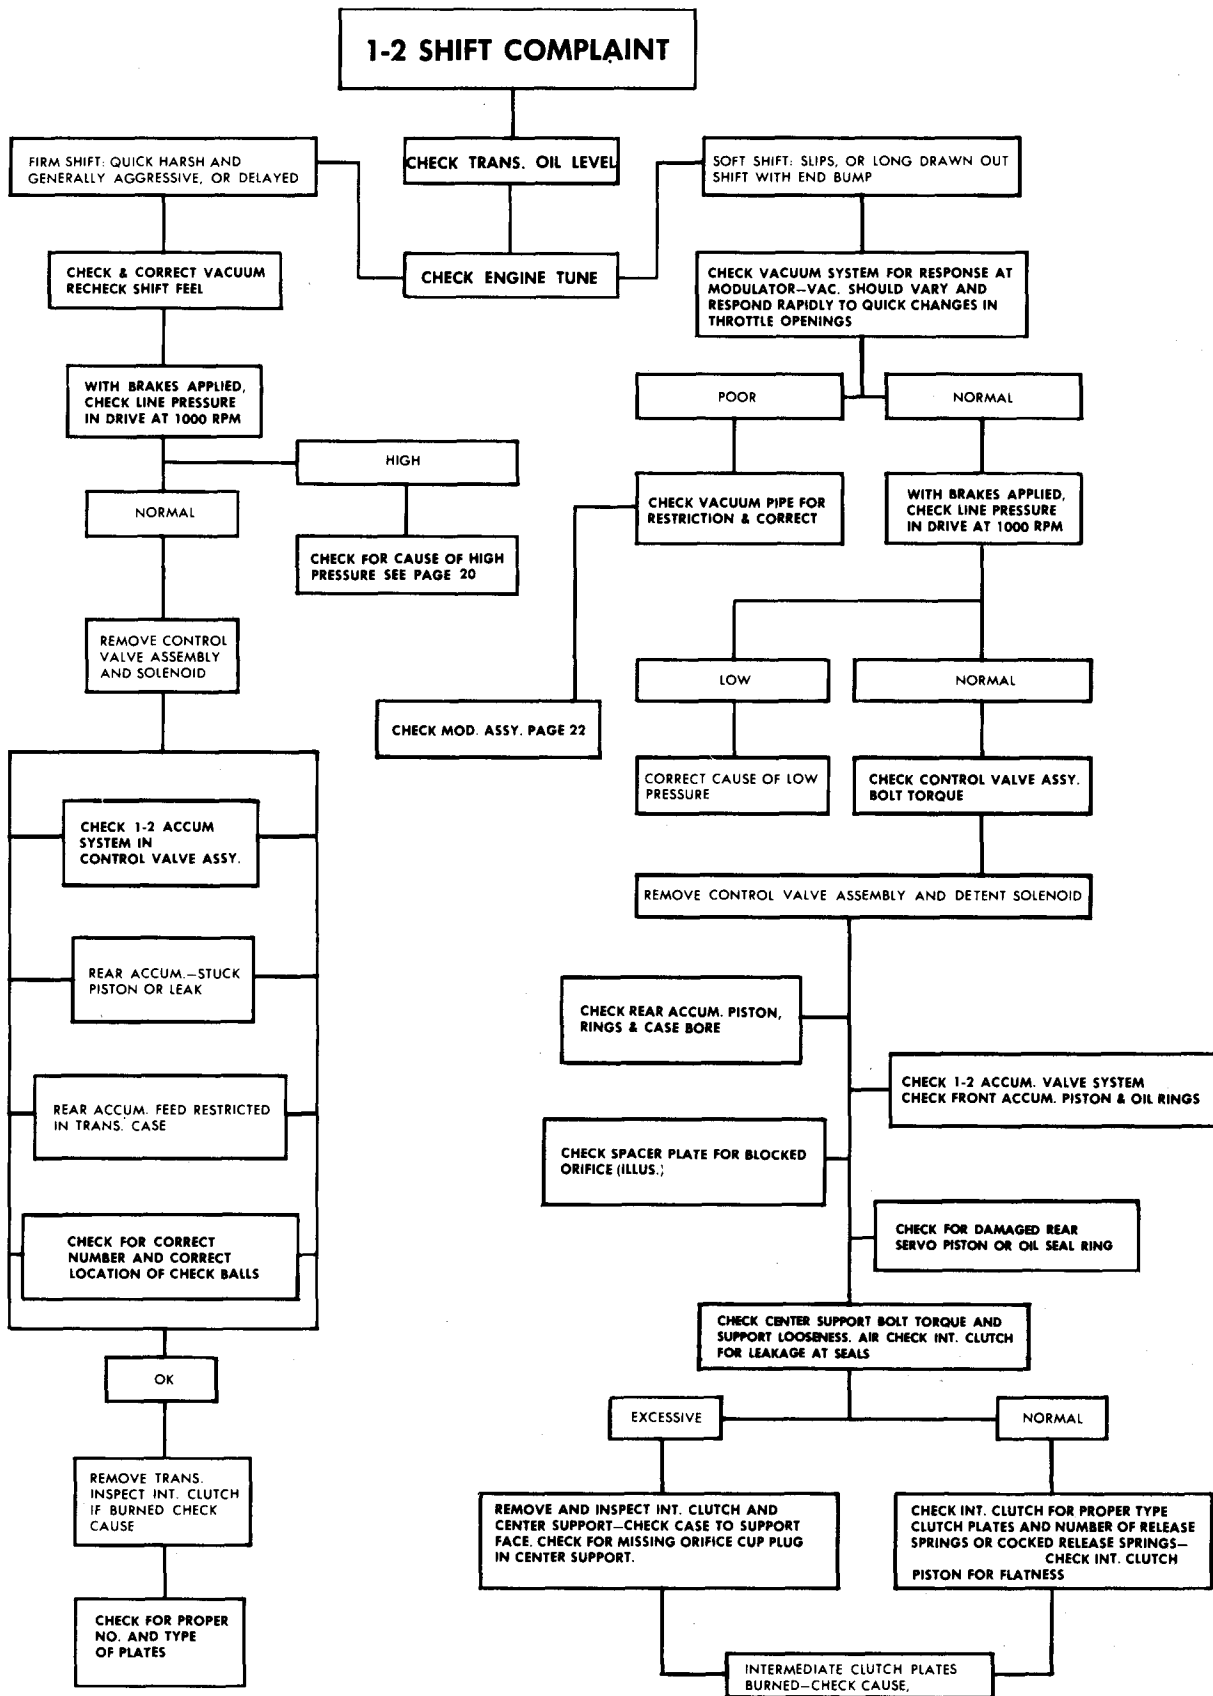 1-2 SHIFT COMPLAINT
CHECK TRANS. OIL LEVEL
CHECK ENGINE TUNE
FIRM SHIFT: QUICK HARSH AND
GENERALLY AGGRESSIVE, OR DELAYED
CHECK & CORRECT VACUUM
RECHECK SHIFT FEEL
WITH BRAKES APPLIED,
CHECK LINE PRESSURE
IN DRIVE AT 1000 RPM
HIGH
CHECK FOR CAUSE OF HIGH
PRESSURE SEE PAGE 20
NORMAL
REMOVE CONTROL
VALVE ASSEMBLY
AND SOLENOID
CHECK 1-2 ACCUM
SYSTEM IN
CONTROL VALVE ASSY.
REAR ACCUM.—STUCK
PISTON OR LEAK
REAR ACCUM. FEED RESTRICTED
IN TRANS. CASE
CHECK FOR CORRECT
NUMBER AND CORRECT
LOCATION OF CHECK BALLS
OK
REMOVE TRANS.
INSPECT INT. CLUTCH
IF BURNED CHECK
CAUSE
CHECK FOR PROPER
NO. AND TYPE
OF PLATES
SOFT SHIFT: SLIPS, OR LONG DRAWN OUT
SHIFT WITH END BUMP
CHECK VACUUM SYSTEM FOR RESPONSE AT
MODULATOR—VAC. SHOULD VARY AND
RESPOND RAPIDLY TO QUICK CHANGES IN
THROTTLE OPENINGS
POOR
CHECK VACUUM PIPE FOR
RESTRICTION & CORRECT
CHECK MOD. ASSY. PAGE 22
NORMAL
WITH BRAKES APPLIED,
CHECK LINE PRESSURE
IN DRIVE AT 1000 RPM
LOW
CORRECT CAUSE OF LOW
PRESSURE
NORMAL
CHECK CONTROL VALVE ASSY.
BOLT TORQUE
REMOVE CONTROL VALVE ASSEMBLY AND DETENT SOLENOID
CHECK REAR ACCUM. PISTON,
RINGS & CASE BORE
CHECK 1-2 ACCUM. VALVE SYSTEM
CHECK FRONT ACCUM. PISTON & OIL RINGS
CHECK SPACER PLATE FOR BLOCKED
ORIFICE (ILLUS.)
CHECK FOR DAMAGED REAR
SERVO PISTON OR OIL SEAL RING
CHECK CENTER SUPPORT BOLT TORQUE AND
SUPPORT LOOSENESS. AIR CHECK INT. CLUTCH
FOR LEAKAGE AT SEALS
EXCESSIVE
REMOVE AND INSPECT INT. CLUTCH AND
CENTER SUPPORT—CHECK CASE TO SUPPORT
FACE. CHECK FOR MISSING ORIFICE CUP PLUG
IN CENTER SUPPORT.
NORMAL
CHECK INT. CLUTCH FOR PROPER TYPE
CLUTCH PLATES AND NUMBER OF RELEASE
SPRINGS OR COCKED RELEASE SPRINGS—
CHECK INT. CLUTCH
PISTON FOR FLATNESS
INTERMEDIATE CLUTCH PLATES
BURNED—CHECK CAUSE,